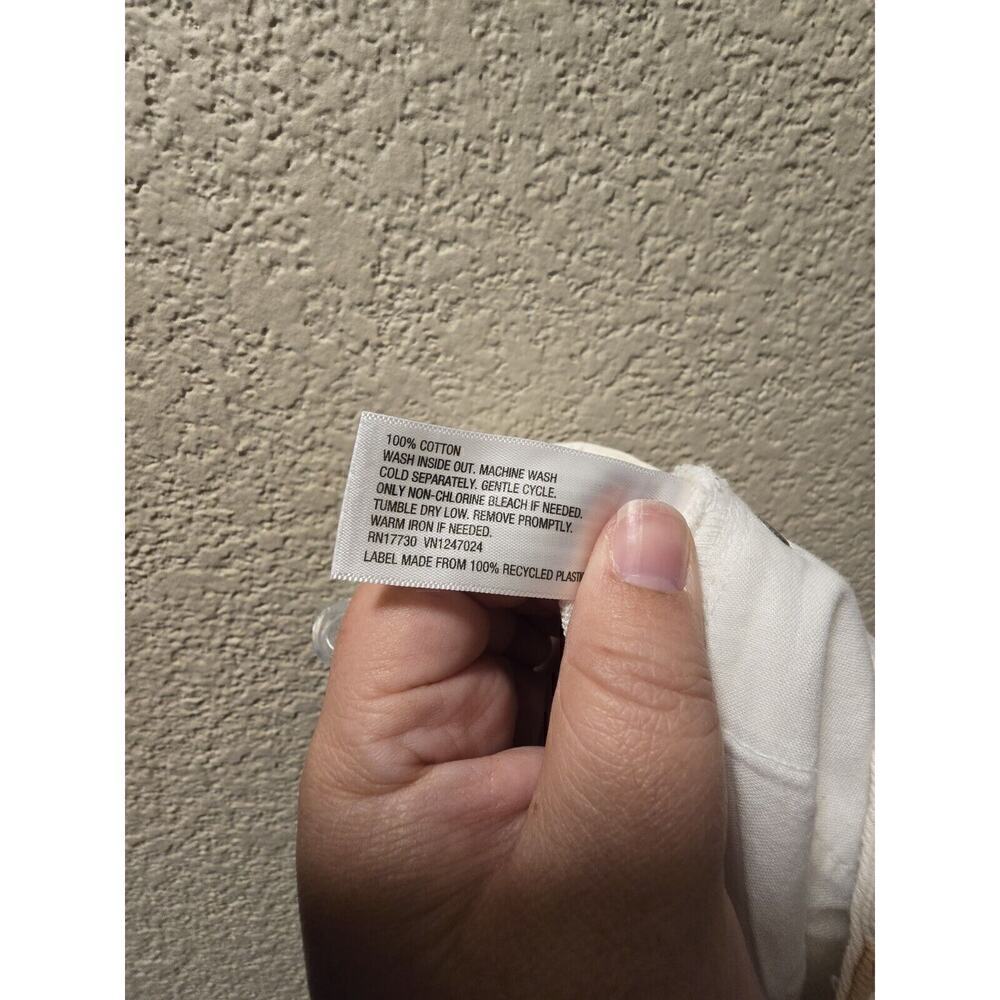 100% COTTON
WASH INSIDE OUT. MACHINE WASH
COLD SEPARATELY. GENTLE CYCLE.
ONLY NON-CHLORINE BLEACH IF NEEDED.
TUMBLE DRY LOW. REMOVE PROMPTLY.
WARM IRON IF NEEDED.
RN17730 VN1247024
LABEL MADE FROM 100% RECYCLED